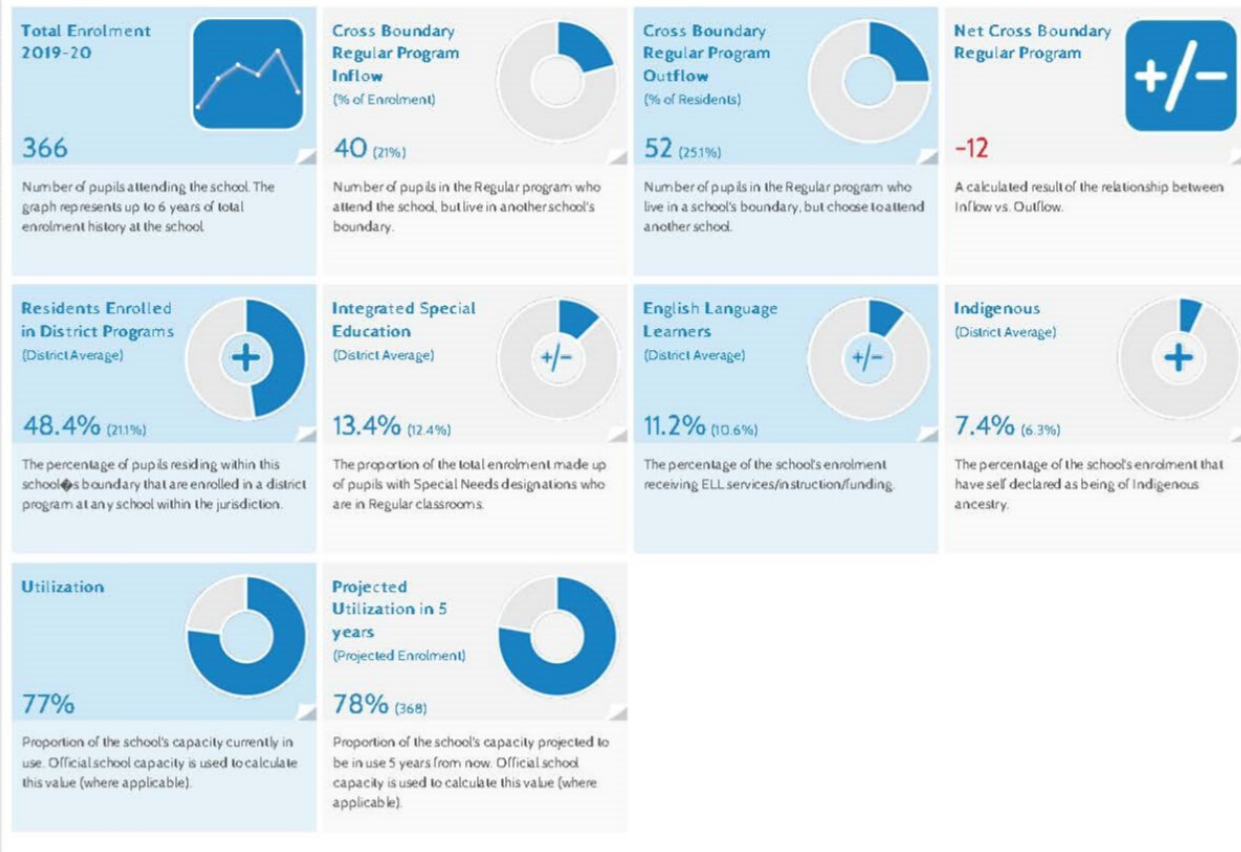 Total Enrolment
2019-20
366
Number of pupils attending the school. The
graph represents up to 6 years of total
enrolment history at the school.
Cross Boundary
Regular Program
Inflow
(% of Enrolment)
40 (21%)
Number of pupils in the Regular program who
attend the school, but live in another school's
boundary.
Cross Boundary
Regular Program
Outflow
(% of Residents)
52 (25.1%)
Number of pupils in the Regular program who
live in a school's boundary, but choose to attend
another school.
Net Cross Boundary
Regular Program
+/-
-12
A calculated result of the relationship between
Inflow vs. Outflow.
Residents Enrolled
in District Programs
(District Average)
+
48.4% (21.1%)
The percentage of pupils residing within this
school�s boundary that are enrolled in a district
program at any school within the jurisdiction.
Integrated Special
Education
(District Average)
+/-
13.4% (12.4%)
The proportion of the total enrolment made up
of pupils with Special Needs designations who
are in Regular classrooms.
English Language
Learners
(District Average)
+/-
11.2% (10.6%)
The percentage of the school's enrolment
receiving ELL services/instruction/funding.
Indigenous
(District Average)
+
7.4% (6.3%)
The percentage of the school's enrolment that
have self declared as being of Indigenous
ancestry.
Utilization
77%
Proportion of the school's capacity currently in
use. Official school capacity is used to calculate
this value (where applicable).
Projected
Utilization in 5
years
(Projected Enrolment)
78% (368)
Proportion of the school's capacity projected to
be in use 5 years from now. Official school
capacity is used to calculate this value (where
applicable).